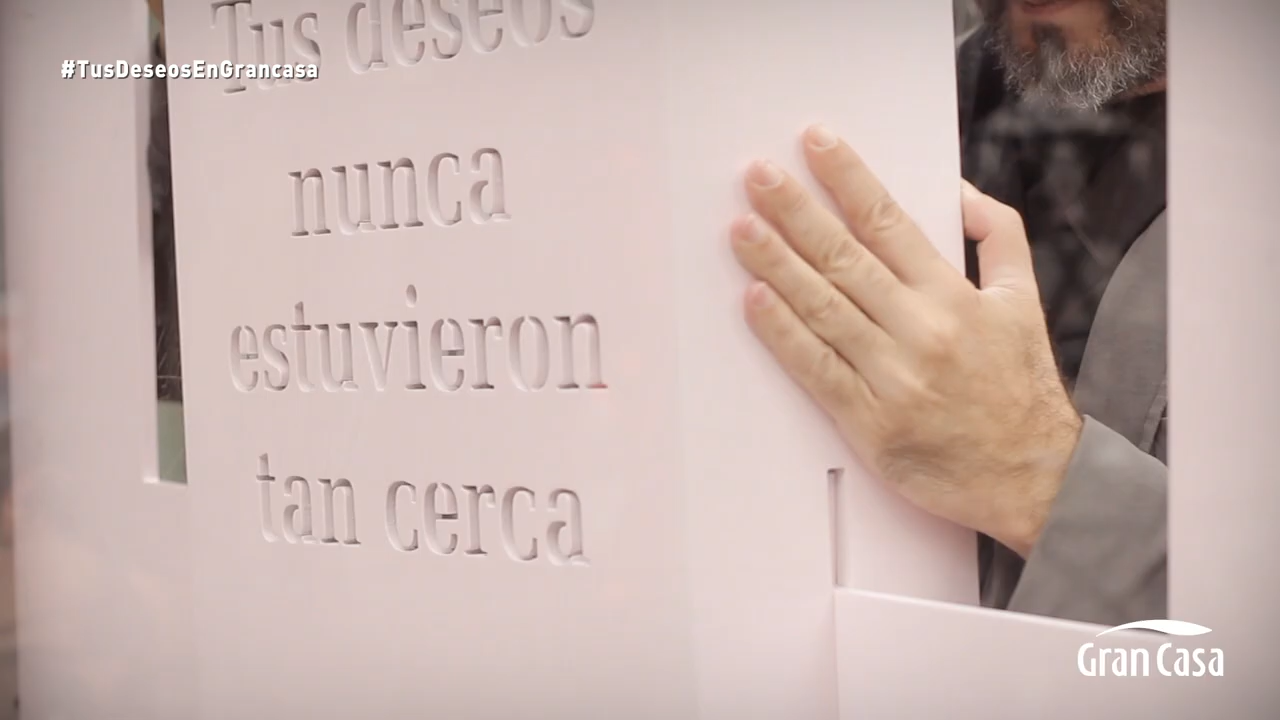 #TusDeseosEnGrancasa
Tus deseos
nunca
estuvieron
tan cerca
Gran Casa